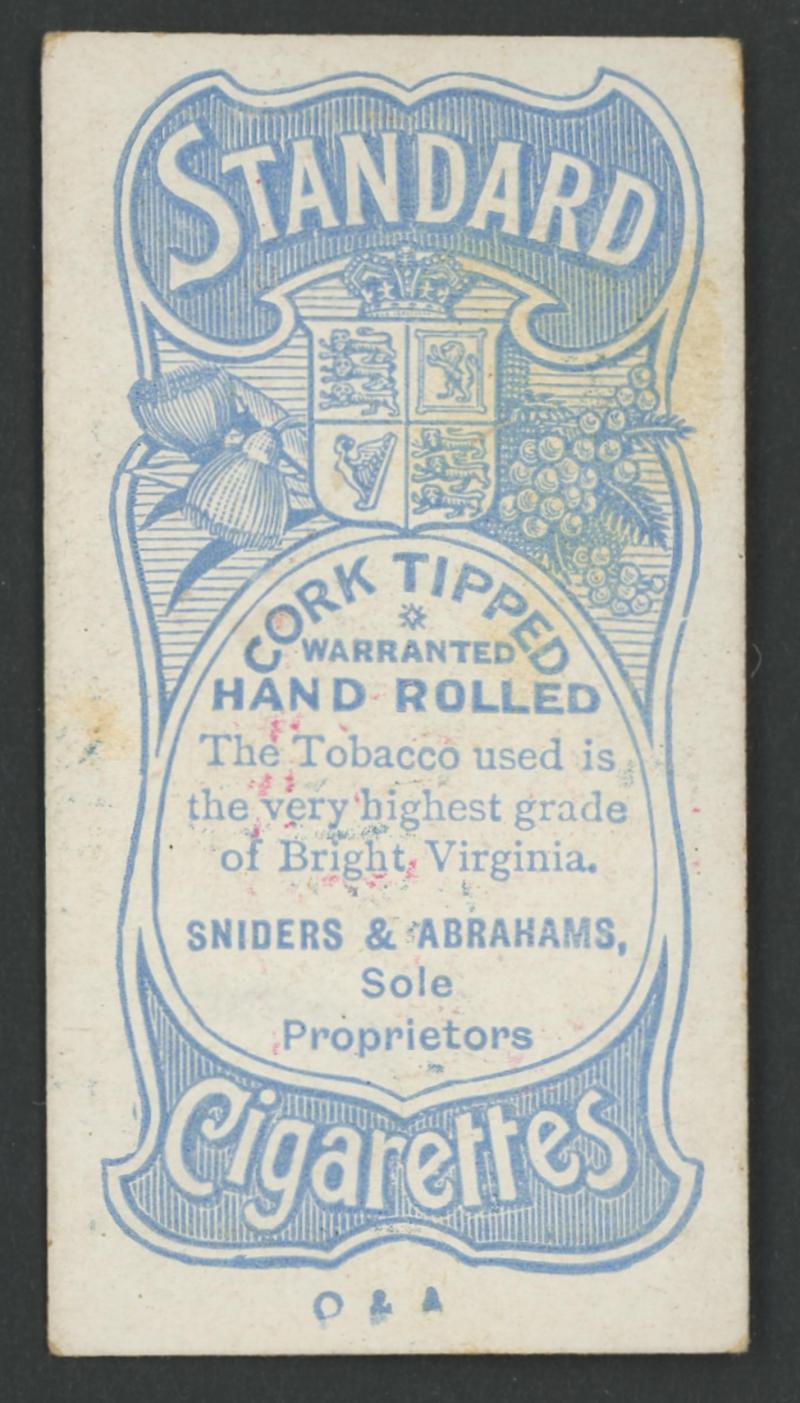 STANDARD
CORK TIPPED
WARRANTED
HAND ROLLED
The Tobacco used is
the very highest grade
of Bright Virginia.
SNIDERS & ABRAHAMS,
Sole
Proprietors
Cigarettes